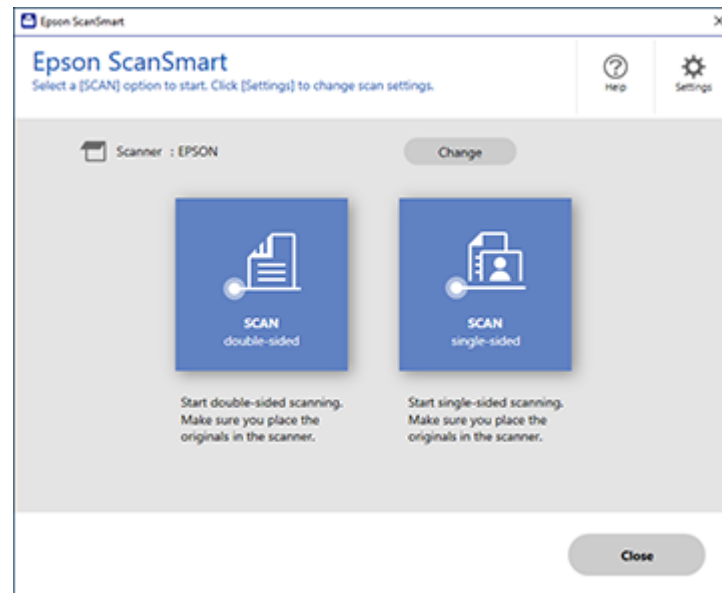 Epson ScanSmart
Epson ScanSmart
Select a [SCAN] option to start. Click [Settings] to change scan settings.
Help
Settings
Scanner : EPSON
Change
SCAN
double-sided
SCAN
single-sided
Start double-sided scanning.
Make sure you place the
originals in the scanner.
Start single-sided scanning.
Make sure you place the
originals in the scanner.
Close